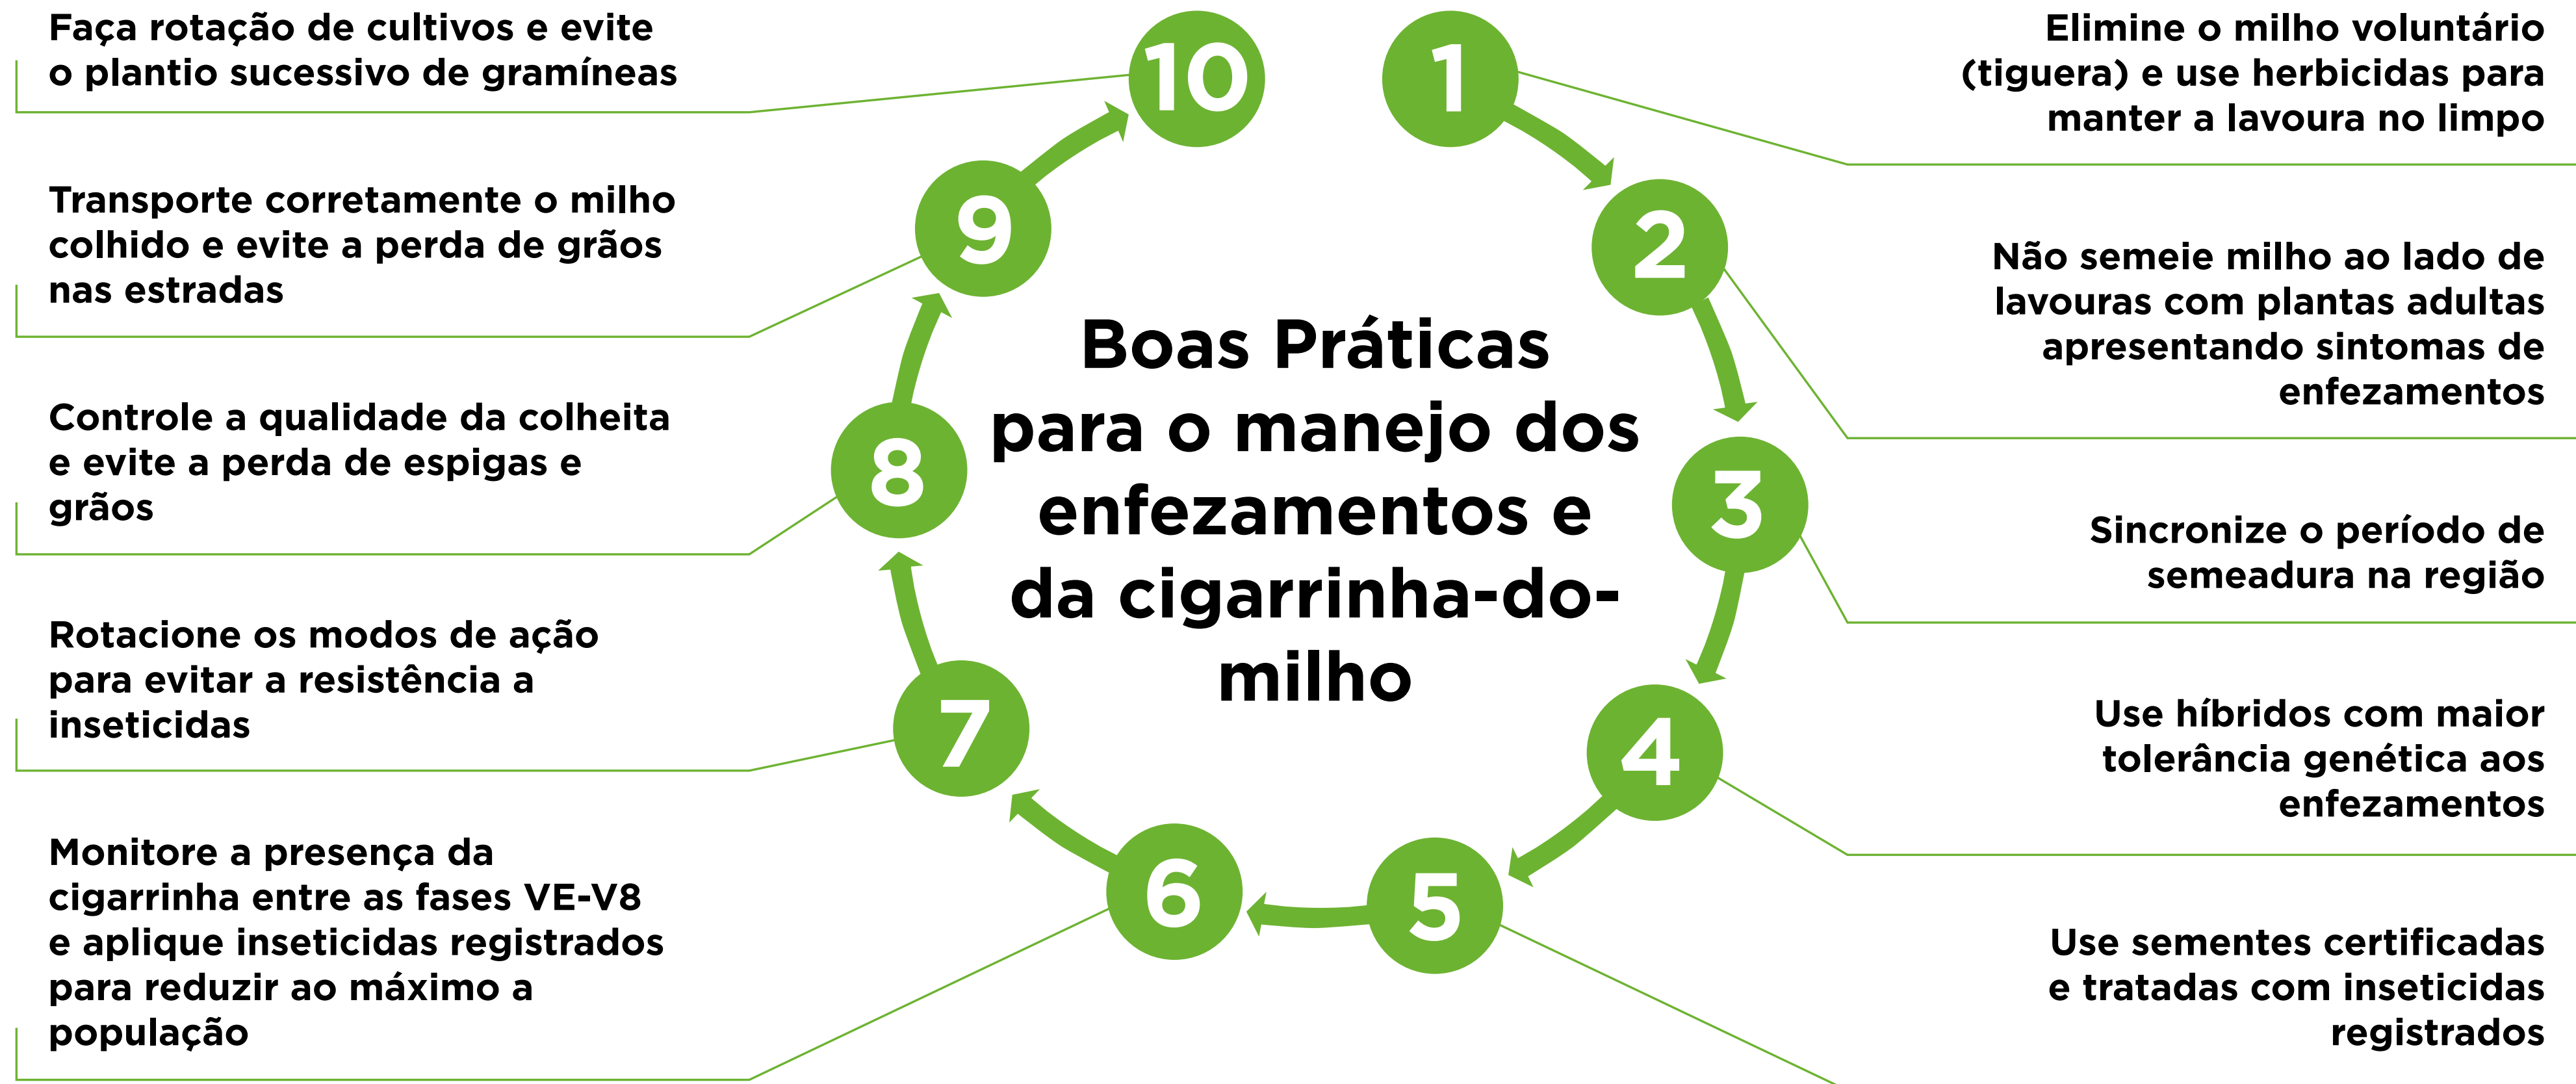 Boas Práticas
para o manejo dos
enfezamentos e
da cigarrinha-do-
milho
1
Elimine o milho voluntário
(tiguera) e use herbicidas para
manter a lavoura no limpo
2
Não semeie milho ao lado de
lavouras com plantas adultas
apresentando sintomas de
enfezamentos
3
Sincronize o período de
semeadura na região
4
Use híbridos com maior
tolerância genética aos
enfezamentos
5
Use sementes certificadas
e tratadas com inseticidas
registrados
6
Monitore a presença da
cigarrinha entre as fases VE-V8
e aplique inseticidas registrados
para reduzir ao máximo a
população
7
Rotacione os modos de ação
para evitar a resistência a
inseticidas
8
Controle a qualidade da colheita
e evite a perda de espigas e
grãos
9
Transporte corretamente o milho
colhido e evite a perda de grãos
nas estradas
10
Faça rotação de cultivos e evite
o plantio sucessivo de gramíneas